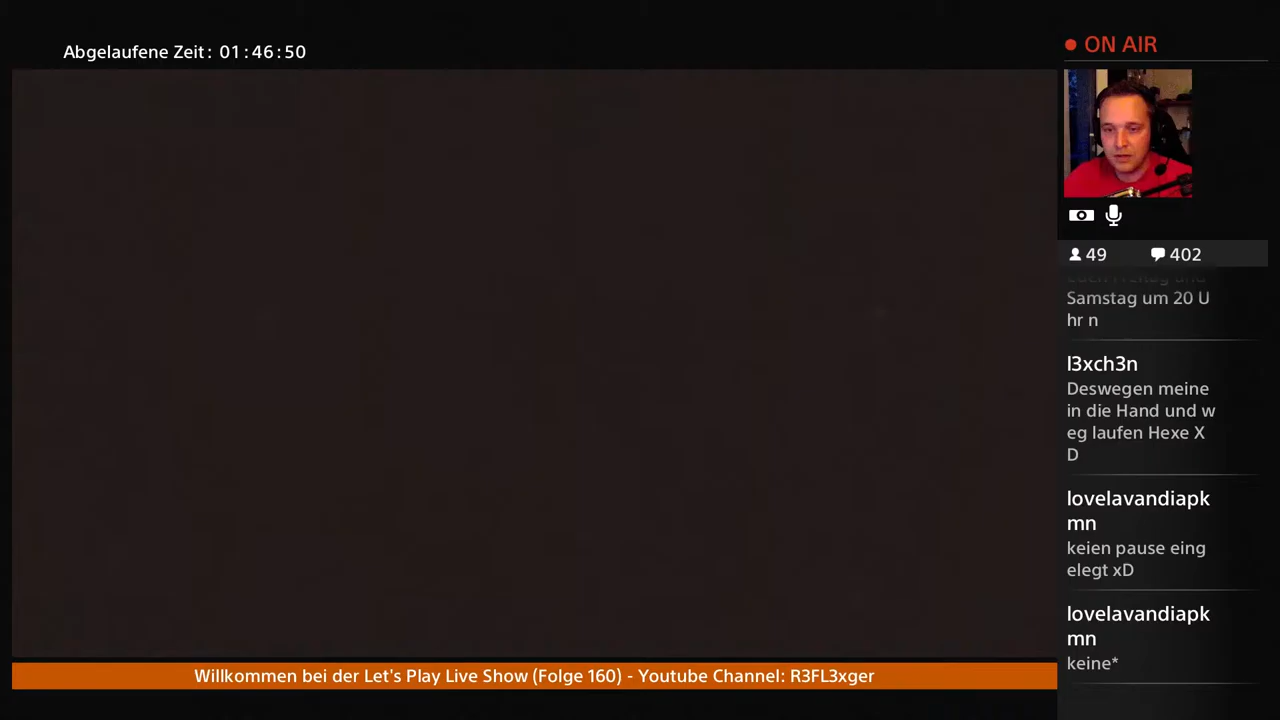 Abgelaufene Zeit: 01:46:50
ON AIR
49 402
Samstag um 20 U
hr n
l3xch3n
Deswegen meine
in die Hand und w
eg laufen Hexe X
D
lovelavandiapk
mn
keien pause eing
elegt xD
lovelavandiapk
mn
keine*
Willkommen bei der Let's Play Live Show (Folge 160) - Youtube Channel: R3FL3xger